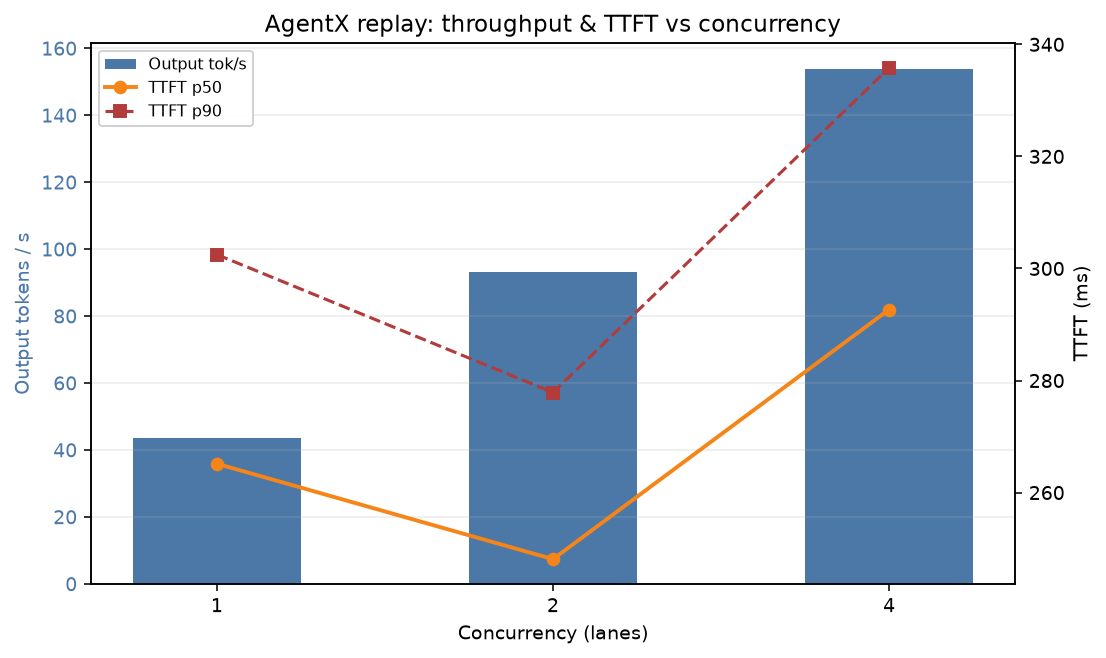 AgentX replay: throughput & TTFT vs concurrency
Output tok/s
TTFT p50
TTFT p90
160
140
120
100
80
60
40
20
0
Output tokens / s
340
320
300
280
260
TTFT (ms)
1
2
4
Concurrency (lanes)